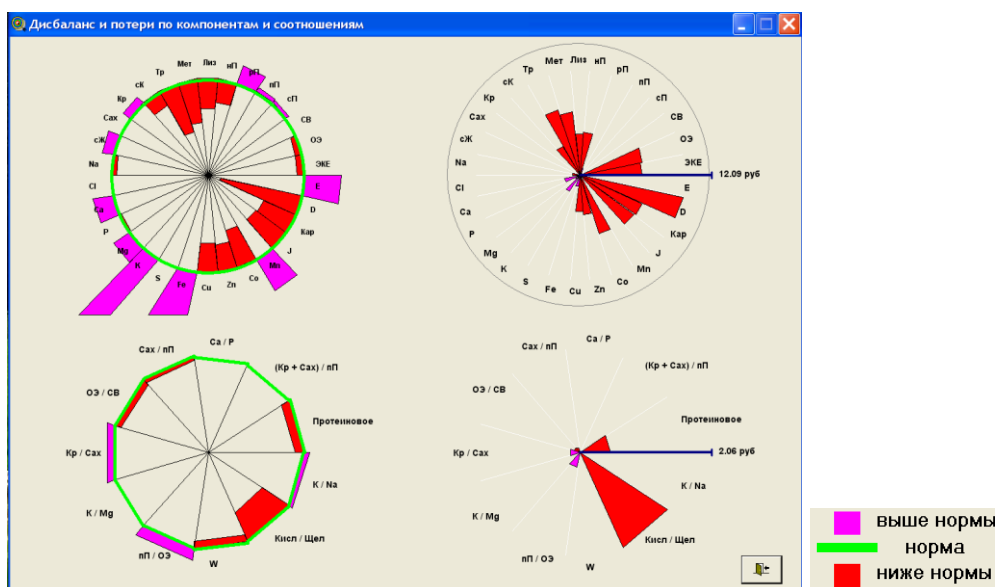 Дисбаланс и потери по компонентам и соотношениям
Лиз
нП
рП
пП
сП
СВ
ОЭ
ЭКЕ
Е
D
Кар
J
Mn
Co
Zn
Cu
Fe
S
K
Mg
P
Ca
Cl
Na
сЖ
Сах
Кр
сК
Тр
Мет
Лиз
нП
рП
пП
сП
СВ
ОЭ
ЭКЕ
12.09 руб
Е
D
Кар
J
Mn
Co
Zn
Cu
Fe
S
K
Mg
P
Ca
Cl
Na
сЖ
Сах
Кр
сК
Тр
Мет
Ca / P
(Кр + Сах) / пП
Протеиновое
K / Na
Кисл / Щел
W
пП / ОЭ
K / Mg
Кр / Сах
ОЭ / СВ
Сах / пП
Ca / P
(Кр + Сах) / пП
Протеиновое
2.06 руб
K / Na
Кисл / Щел
W
пП / ОЭ
K / Mg
Кр / Сах
ОЭ / СВ
Сах / пП
выше нормы
норма
ниже нормы